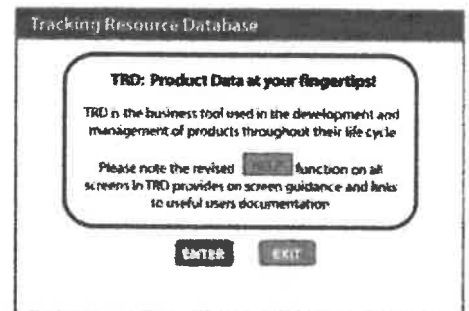 Tracking Resource Database
TRD: Product Data at your fingertips!
TRD is the business tool used in the development and
management of products throughout their life cycle
Please note the revised HELP function on all
screens in TRD provides on screen guidance and links
to useful users documentation
ENTER EXIT